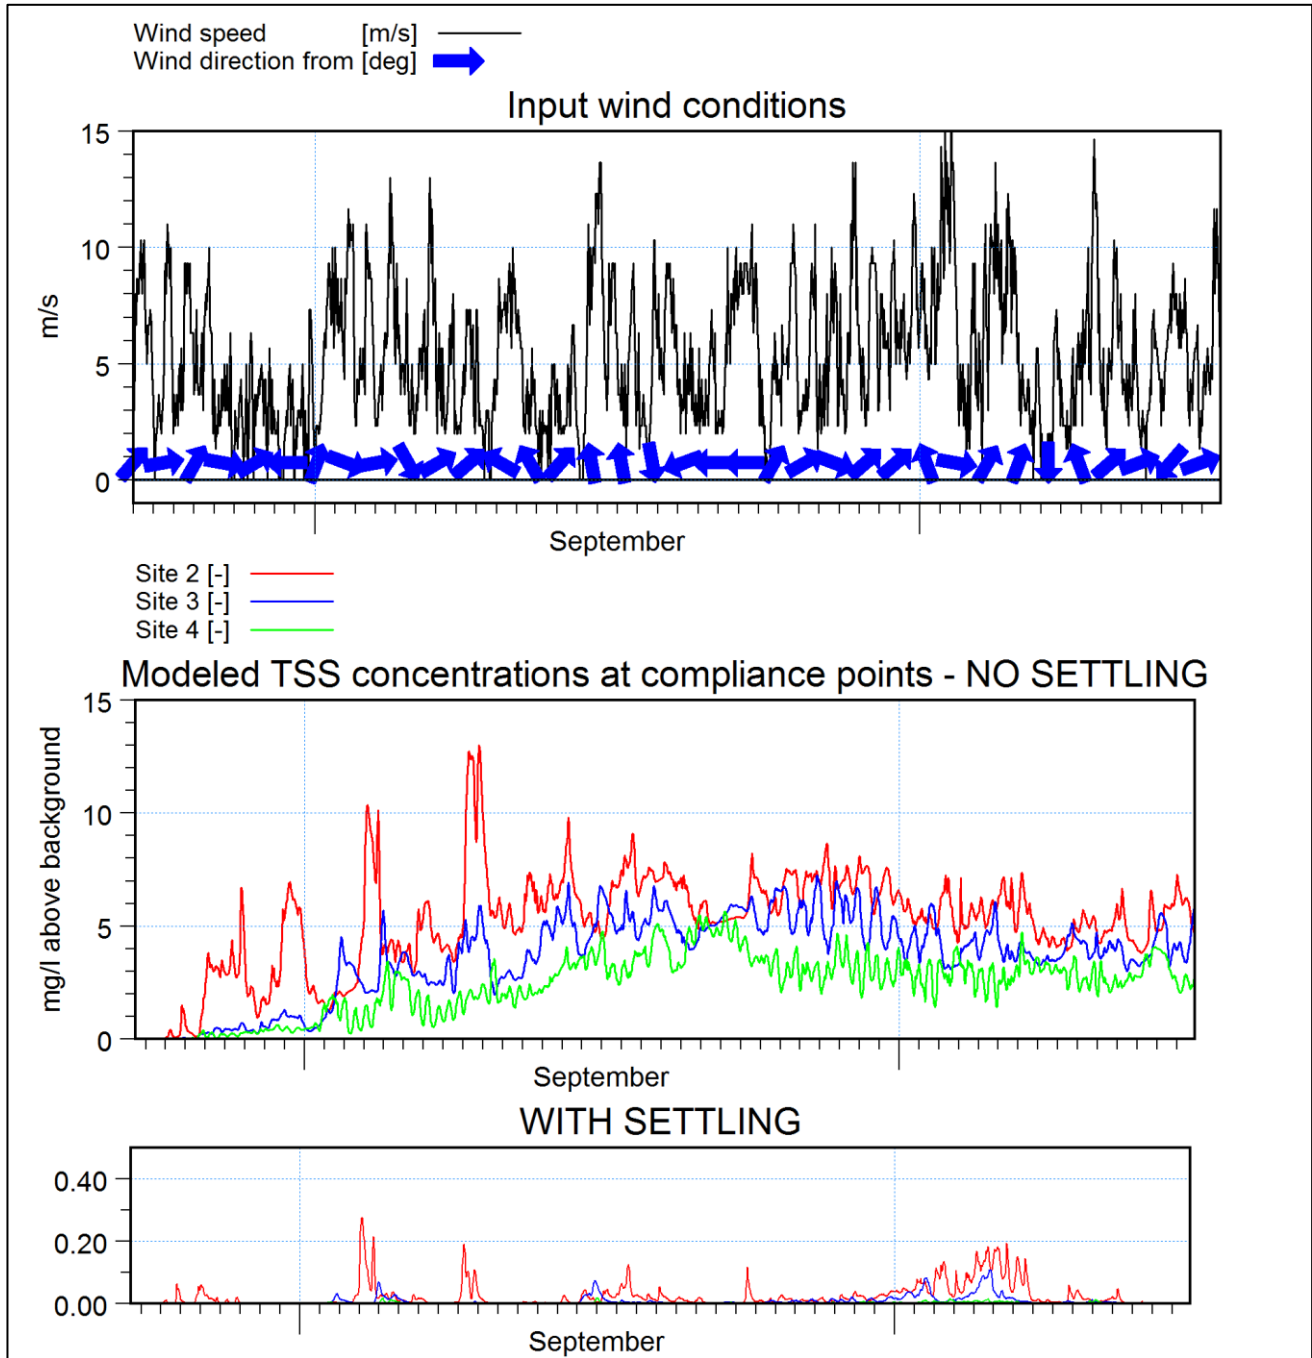 Wind speed [m/s]
Wind direction from [deg]
Input wind conditions
15
10
5
0
m/s
September
Site 2 [-]
Site 3 [-]
Site 4 [-]
Modeled TSS concentrations at compliance points - NO SETTLING
15
10
5
0
mg/l above background
September
WITH SETTLING
0.40
0.20
0.00
September